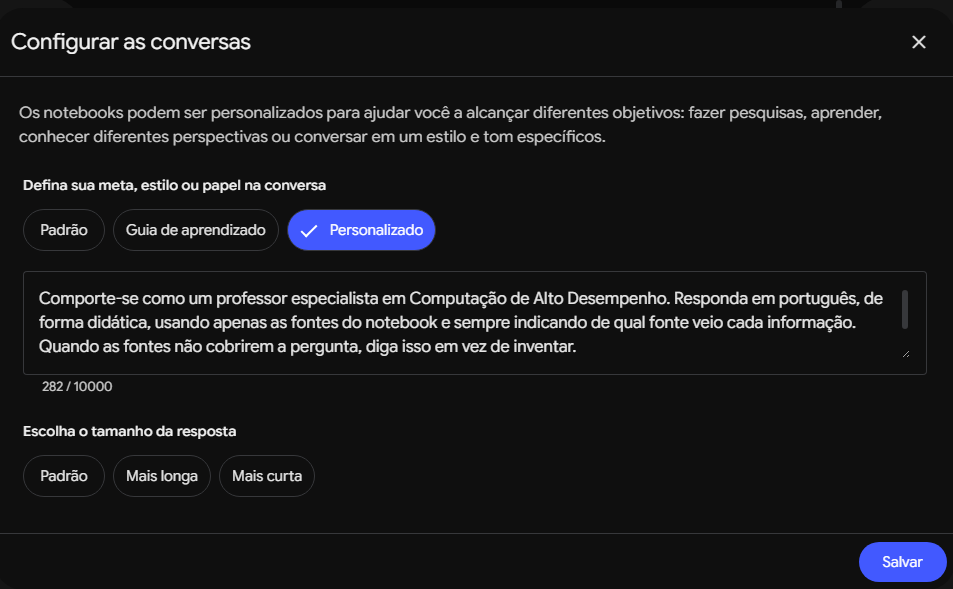 Configurar as conversas
Os notebooks podem ser personalizados para ajudar você a alcançar diferentes objetivos: fazer pesquisas, aprender,
conhecer diferentes perspectivas ou conversar em um estilo e tom específicos.
Defina sua meta, estilo ou papel na conversa
Padrão Guia de aprendizado Personalizado
Comporte-se como um professor especialista em Computação de Alto Desempenho. Responda em português, de
forma didática, usando apenas as fontes do notebook e sempre indicando de qual fonte veio cada informação.
Quando as fontes não cobrirem a pergunta, diga isso em vez de inventar.
282 / 10000
Escolha o tamanho da resposta
Padrão Mais longa Mais curta
Salvar